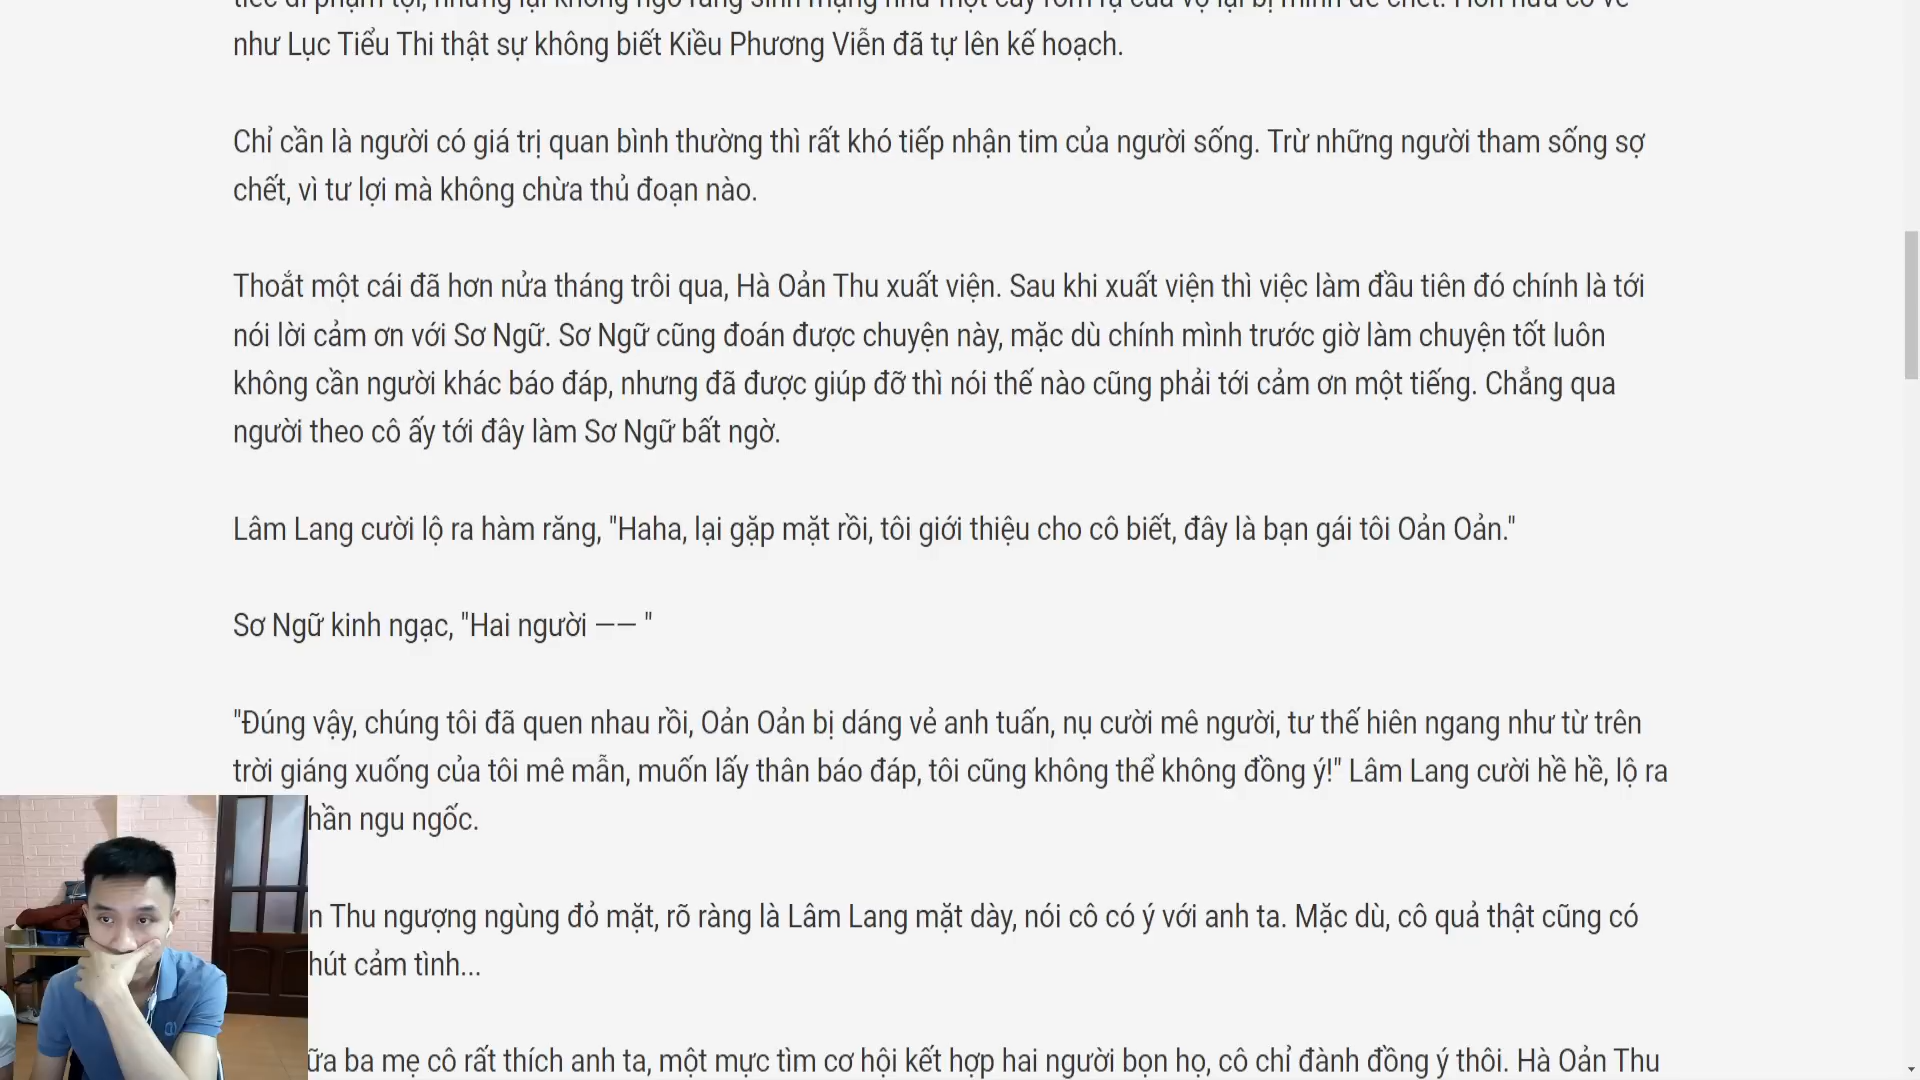 như Lục Tiểu Thi thật sự không biết Kiều Phương Viễn đã tự lên kế hoạch.
Chỉ cần là người có giá trị quan bình thường thì rất khó tiếp nhận tim của người sống. Trừ những người tham sống sợ
chết, vì tư lợi mà không chừa thủ đoạn nào.
Thoắt một cái đã hơn nửa tháng trôi qua, Hà Oản Thu xuất viện. Sau khi xuất viện thì việc làm đầu tiên đó chính là tới
nói lời cảm ơn với Sơ Ngữ. Sơ Ngữ cũng đoán được chuyện này, mặc dù chính mình trước giờ làm chuyện tốt luôn
không cần người khác báo đáp, nhưng đã được giúp đỡ thì nói thế nào cũng phải tới cảm ơn một tiếng. Chẳng qua
người theo cô ấy tới đây làm Sơ Ngữ bất ngờ.
Lâm Lang cười lộ ra hàm răng, "Haha, lại gặp mặt rồi, tôi giới thiệu cho cô biết, đây là bạn gái tôi Oản Oản."
Sơ Ngữ kinh ngạc, "Hai người —— "
"Đúng vậy, chúng tôi đã quen nhau rồi, Oản Oản bị dáng vẻ anh tuấn, nụ cười mê người, tư thế hiên ngang như từ trên
trời giáng xuống của tôi mê mẫn, muốn lấy thân báo đáp, tôi cũng không thể không đồng ý!" Lâm Lang cười hề hề, lộ ra
hần ngu ngốc.
n Thu ngượng ngùng đỏ mặt, rõ ràng là Lâm Lang mặt dày, nói cô có ý với anh ta. Mặc dù, cô quả thật cũng có
hút cảm tình...
ữa ba mẹ cô rất thích anh ta, một mực tìm cơ hội kết hợp hai người bọn họ, cô chỉ đành đồng ý thôi. Hà Oản Thu